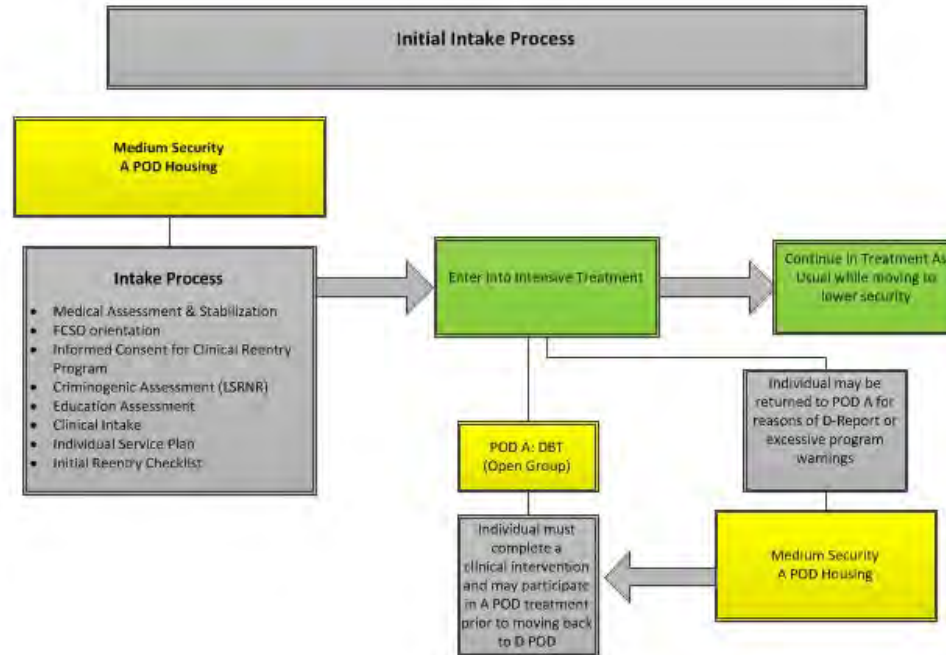 Initial Intake Process
Medium Security
A POD Housing
Intake Process
• Medical Assessment & Stabilization
• FCSO orientation
• Informed Consent for Clinical Reentry
Program
• Criminogenic Assessment (LSRNR)
• Education Assessment
• Clinical Intake
• Individual Service Plan
• Initial Reentry Checklist
Enter Into Intensive Treatment
Continue In Treatment As
Usual while moving to
lower security
POD A: DBT
(Open Group)
Individual may be
returned to POD A for
reasons of D-Report or
excessive program
warnings
Individual must
complete a
clinical intervention
and may participate
in A POD treatment
prior to moving back
to D POD
Medium Security
A POD Housing